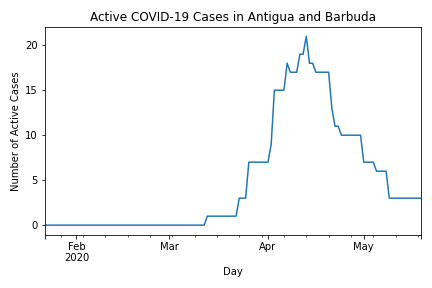 Active COVID-19 Cases in Antigua and Barbuda
20
15
10
5
0
Number of Active Cases
Feb Mar Apr May
2020
Day